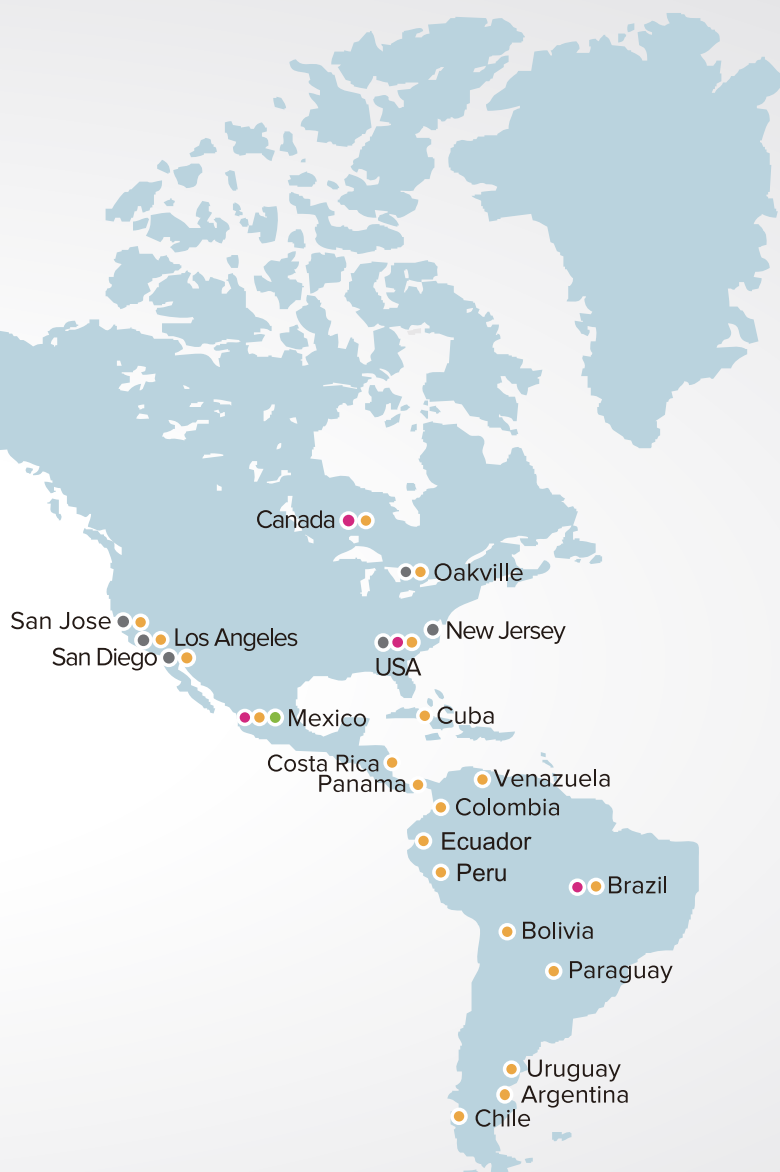 Canada
Oakville
San Jose
New Jersey
Los Angeles
San Diego
USA
Cuba
Mexico
Costa Rica
Venazuela
Panama
Colombia
Ecuador
Peru
Brazil
Bolivia
Paraguay
Uruguay
Argentina
Chile